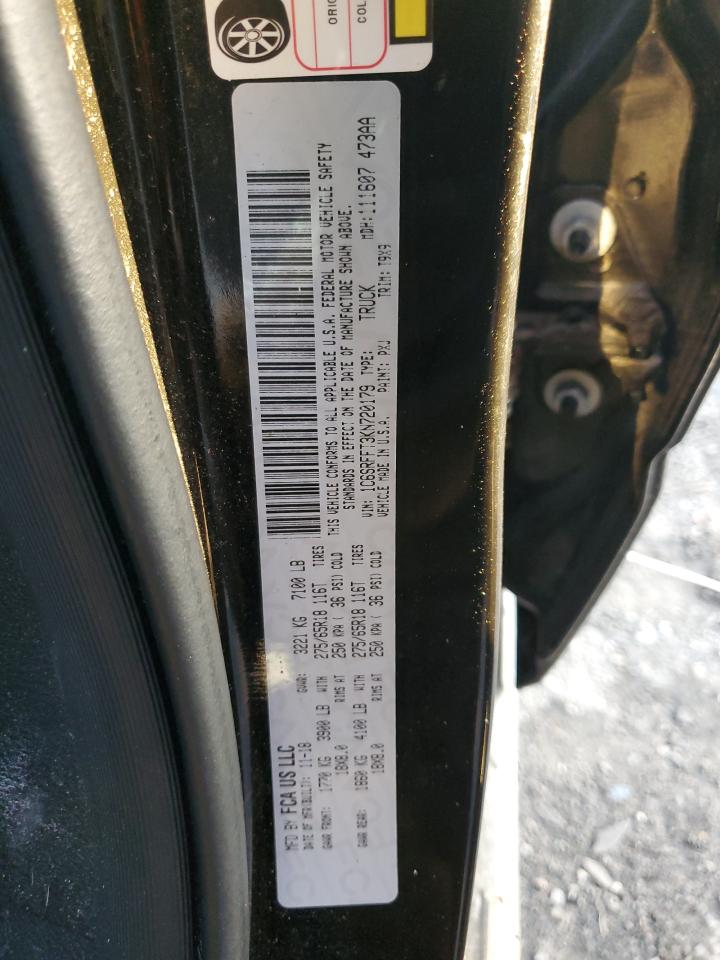 ORIG
COL
MFD BY FCA US LLC
DATE OF MFR(BUILT): 11-18 GVWR: 3221 KG 7100 LB
GAWR FRONT: 1770 KG 3900 LB WITH 275/65R18 116T TIRES
18X8.0 RIMS AT 250 KPA ( 36 PSI) COLD
GAWR REAR: 1860 KG 4100 LB WITH 275/65R18 116T TIRES
18X8.0 RIMS AT 250 KPA ( 36 PSI) COLD
THIS VEHICLE CONFORMS TO ALL APPLICABLE U.S.A. FEDERAL MOTOR VEHICLE SAFETY
STANDARDS IN EFFECT ON THE DATE OF MANUFACTURE SHOWN ABOVE.
VIN: 1C6SRFFT3KN720179 TYPE: TRUCK MDH:111607 473AA
VEHICLE MADE IN U.S.A. PAINT: PXJ TRIM: T9X9